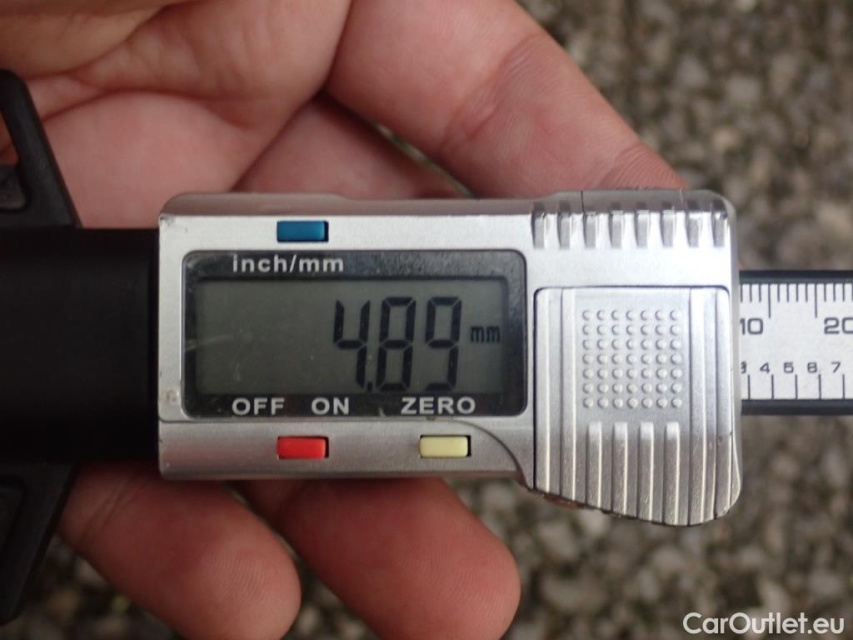 inch/mm
4.89 mm
OFF ON ZERO
10 20
4 5 6 7
CarOutlet.eu